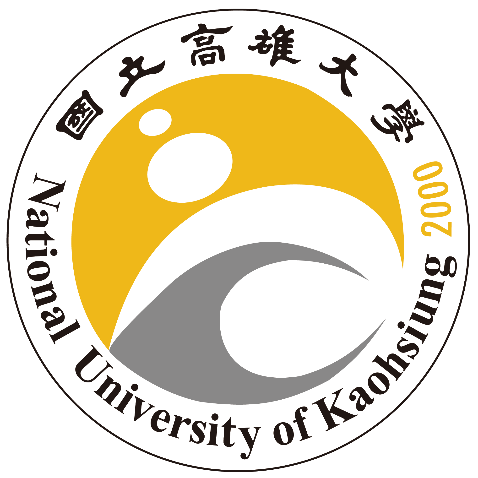 國立高雄大學
National University of Kaohsiung 2000